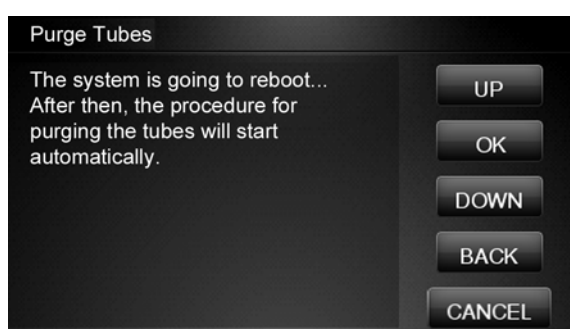 Purge Tubes
The system is going to reboot...
After then, the procedure for
purging the tubes will start
automatically.
UP
OK
DOWN
BACK
CANCEL